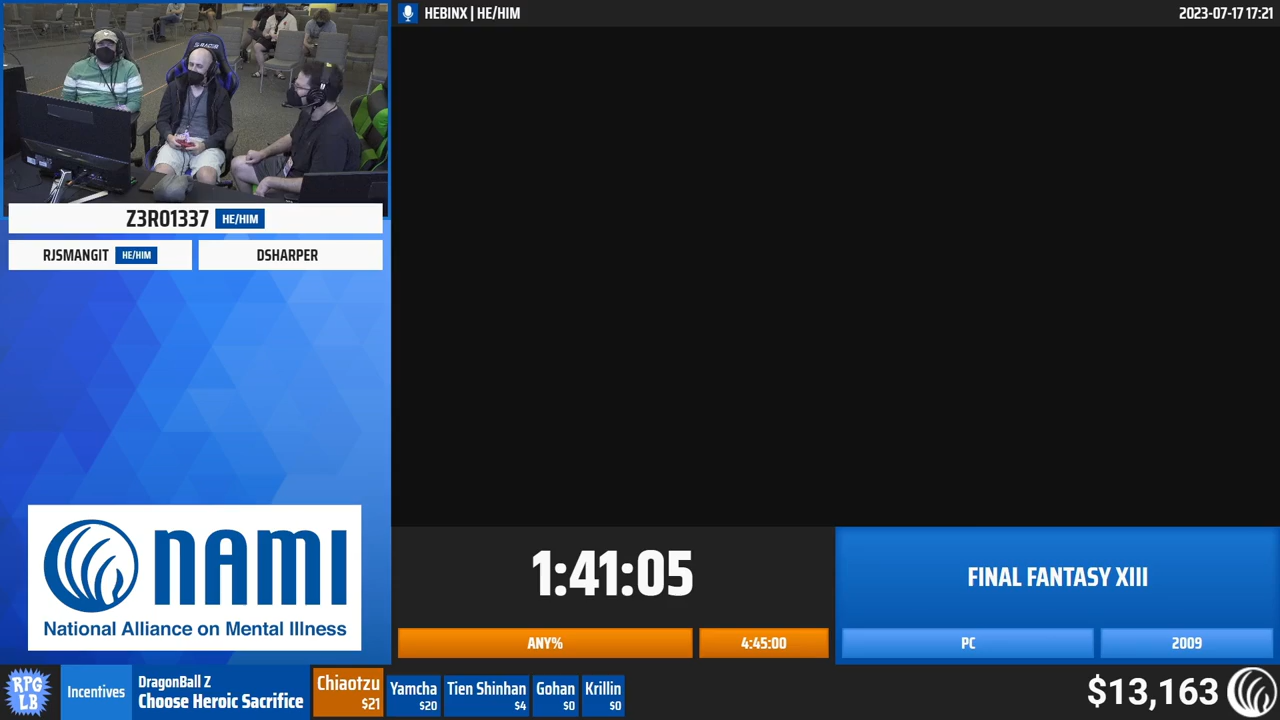 HEBINX | HE/HIM
2023-07-17 17:21
Z3R01337 HE/HIM
RJSMANGIT HE/HIM
DSHARPER
NAMI
National Alliance on Mental Illness
1:41:05
ANY%
4:45:00
FINAL FANTASY XIII
PC
2009
RPG
LB
Incentives
DragonBall Z
Choose Heroic Sacrifice
Chiaotzu
$21
Yamcha
$20
Tien Shinhan
$4
Gohan
$0
Krillin
$0
$13,163